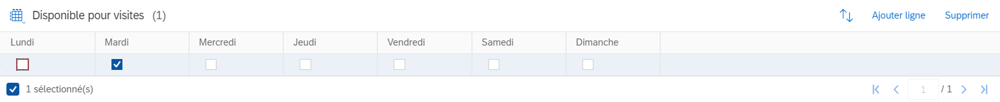 Disponible pour visites (1) Ajouter ligne Supprimer
Lundi Mardi Mercredi Jeudi Vendredi Samedi Dimanche
1 sélectionné(s) 1 / 1